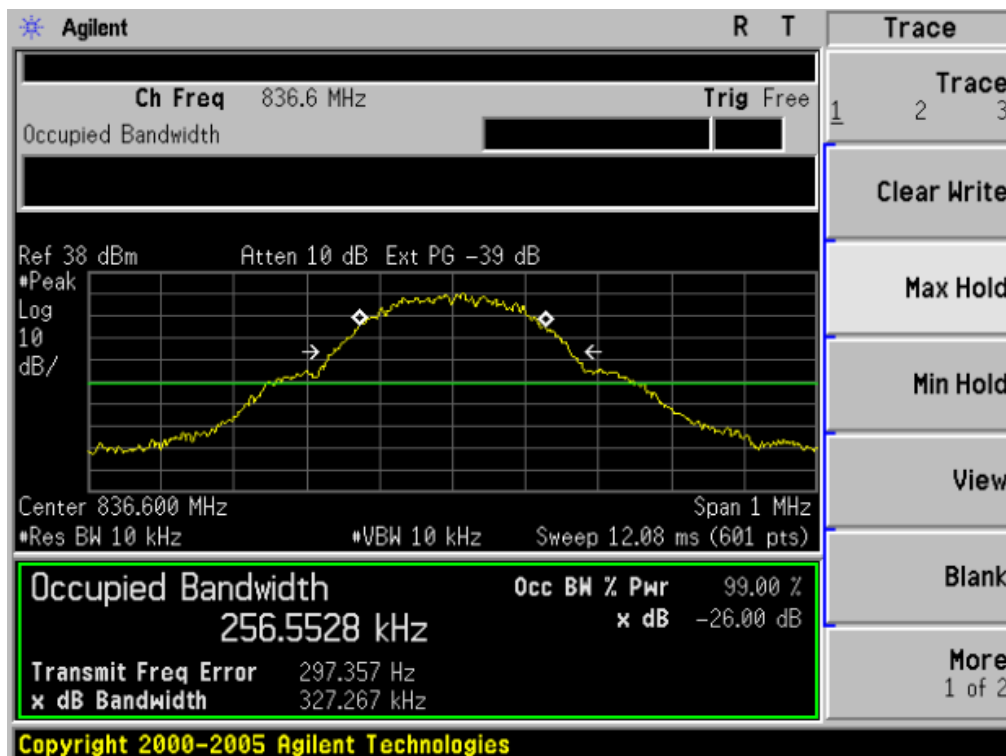 Agilent R T Trace
Ch Freq 836.6 MHz Trig Free
Occupied Bandwidth
Trace
1 2 3
Clear Write
Max Hold
Min Hold
View
Blank
More
1 of 2
Ref 38 dBm Atten 10 dB Ext PG -39 dB
#Peak
Log
10
dB/
Center 836.600 MHz Span 1 MHz
#Res BW 10 kHz #VBW 10 kHz Sweep 12.08 ms (601 pts)
Occupied Bandwidth Occ BW % Pwr 99.00 %
256.5528 kHz x dB -26.00 dB
Transmit Freq Error 297.357 Hz
x dB Bandwidth 327.267 kHz
Copyright 2000-2005 Agilent Technologies